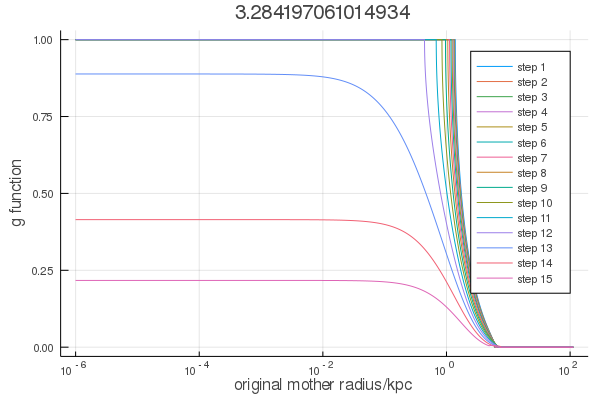 3.284197061014934
1.00
0.75
0.50
0.25
0.00
g function
10^-6
10^-4
10^-2
10^0
10^2
original mother radius/kpc
step 1
step 2
step 3
step 4
step 5
step 6
step 7
step 8
step 9
step 10
step 11
step 12
step 13
step 14
step 15